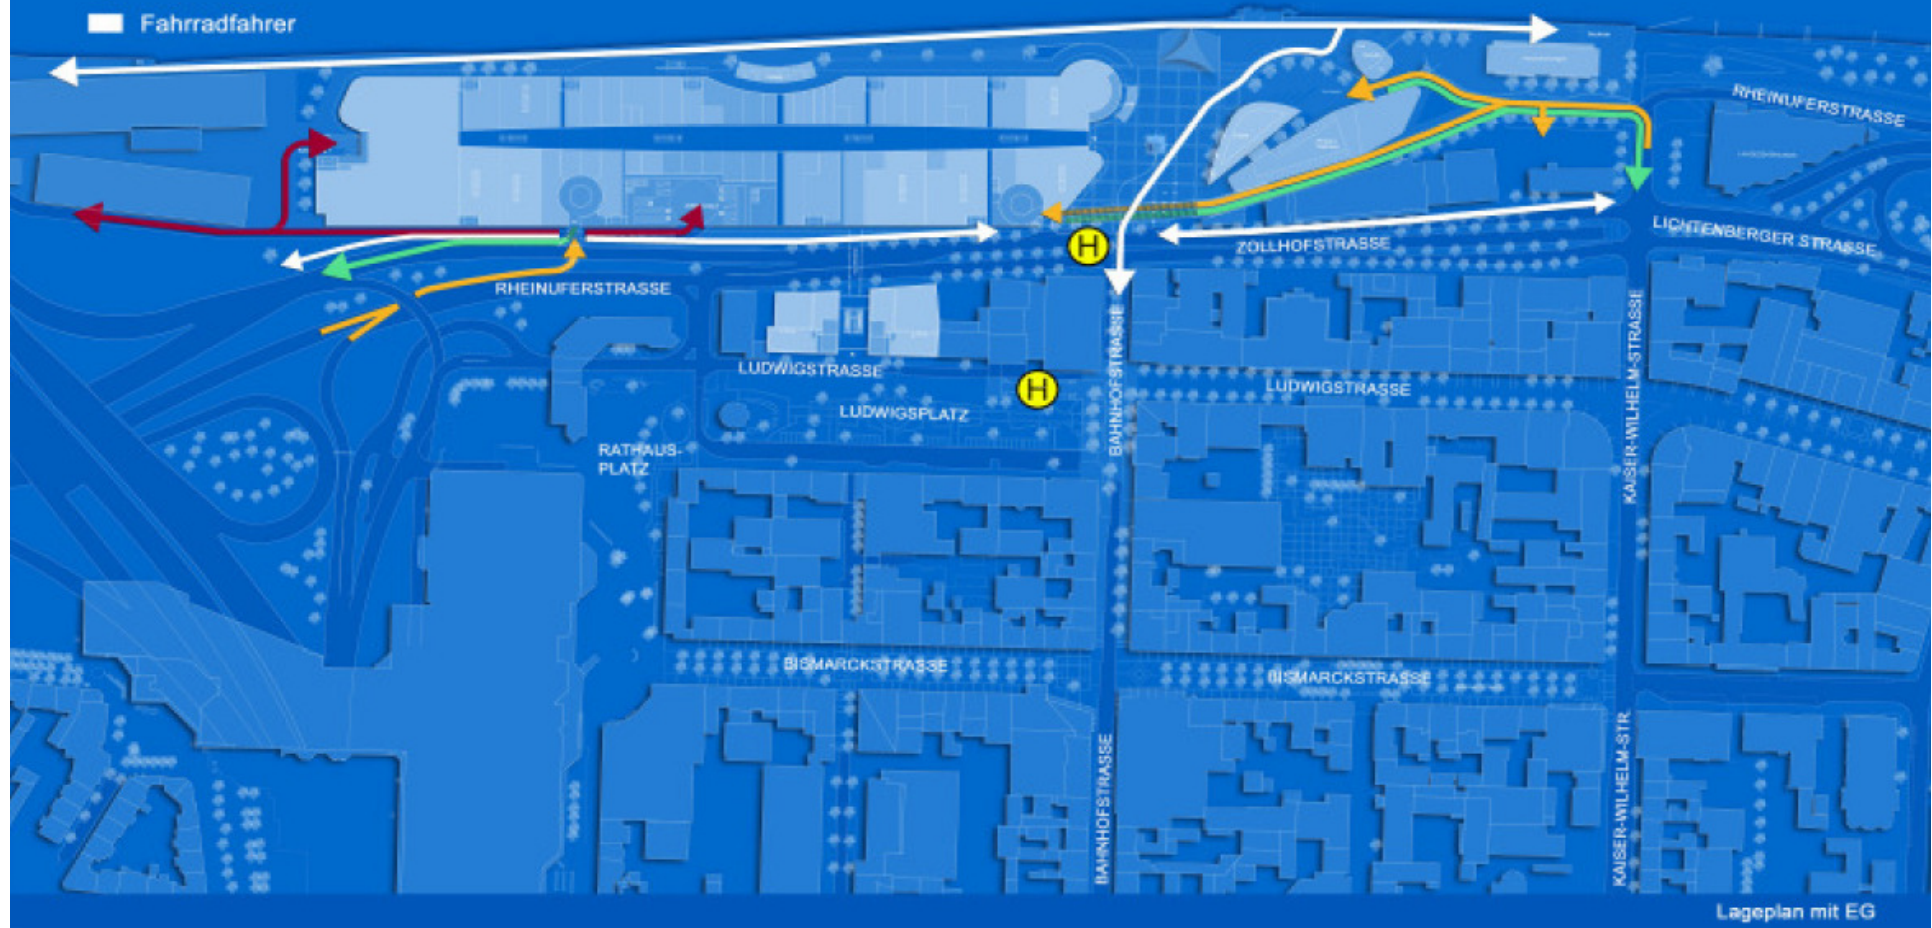 Fahrradfahrer
RHEINUFERSTRASSE
LICHTENBERGER STRASSE
ZOLLHOFSTRASSE
H
RHEINUFERSTRASSE
H
LUDWIGSTRASSE
LUDWIGSTRASSE
H
LUDWIGSPLATZ
BAHNHOFSTRASSE
KAISER-WILHELM-STRASSE
RATHAUS-
PLATZ
BISMARCKSTRASSE
BISMARCKSTRASSE
BAHNHOFSTRASSE
KAISER-WILHELM-STR.
Lageplan mit EG